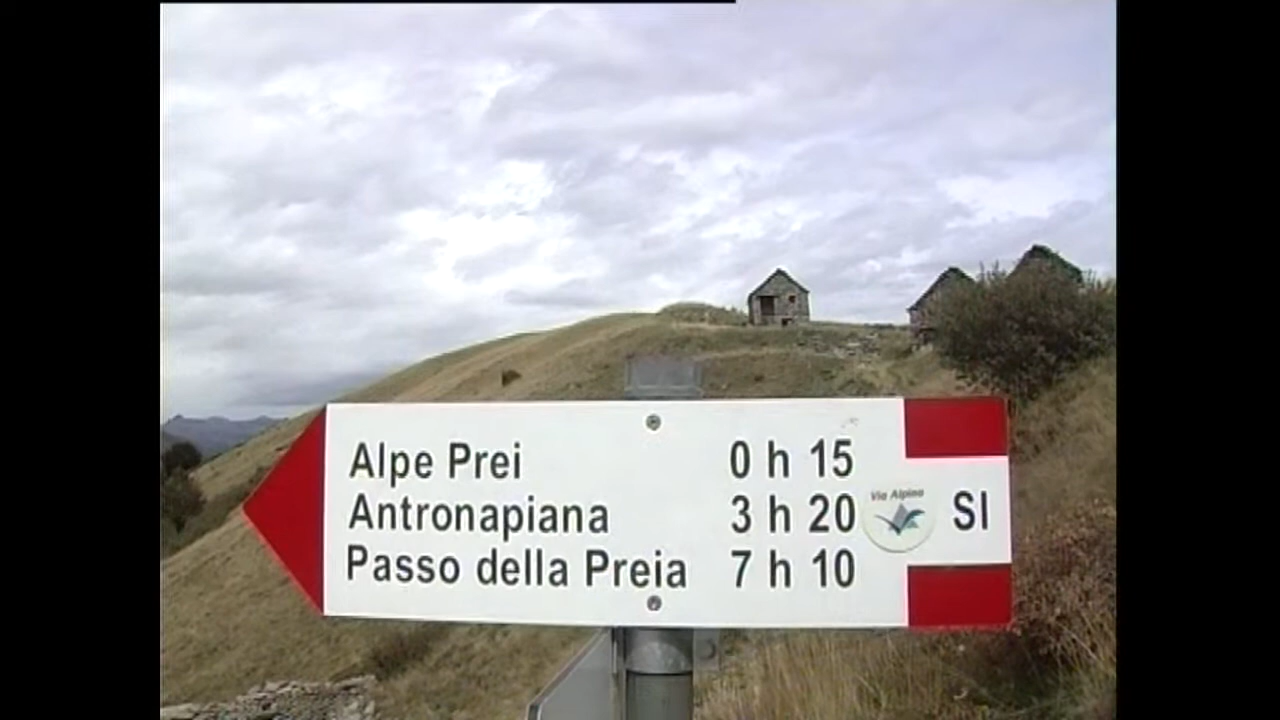 Alpe Prei 0 h 15
Antronapiana 3 h 20
Passo della Preia 7 h 10
Via Alpina
SI